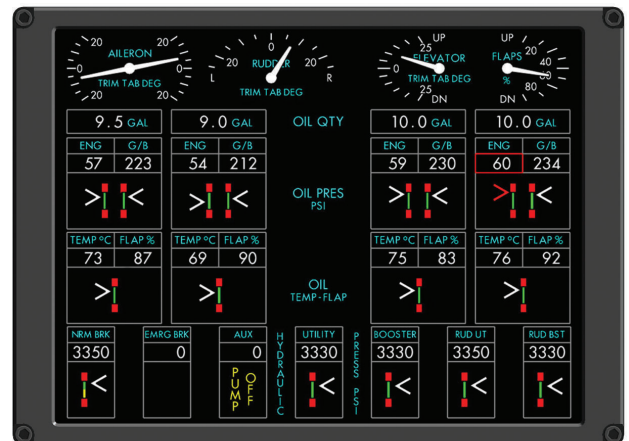 20 20
AILERON
0 0
TRIM TAB DEG
20 20
0
20 RUDDER 20
L R
TRIM TAB DEG
UP
25
ELEVATOR
0
TRIM TAB DEG
25
DN
UP
20
FLAPS 40
60
% 80
DN
9.5 GAL 9.0 GAL OIL QTY 10.0 GAL 10.0 GAL
ENG G/B ENG G/B ENG G/B ENG G/B
57 223 54 212 59 230 60 234
OIL PRES
PSI
TEMP ºC FLAP % TEMP ºC FLAP % TEMP ºC FLAP % TEMP ºC FLAP %
73 87 69 90 75 83 76 92
OIL
TEMP-FLAP
NRM BRK EMRG BRK AUX UTILITY BOOSTER RUD UT RUD BST
3350 0 0 3330 3330 3350 3330
PUMP
OFF
HYDRAULIC
PRESS PSI